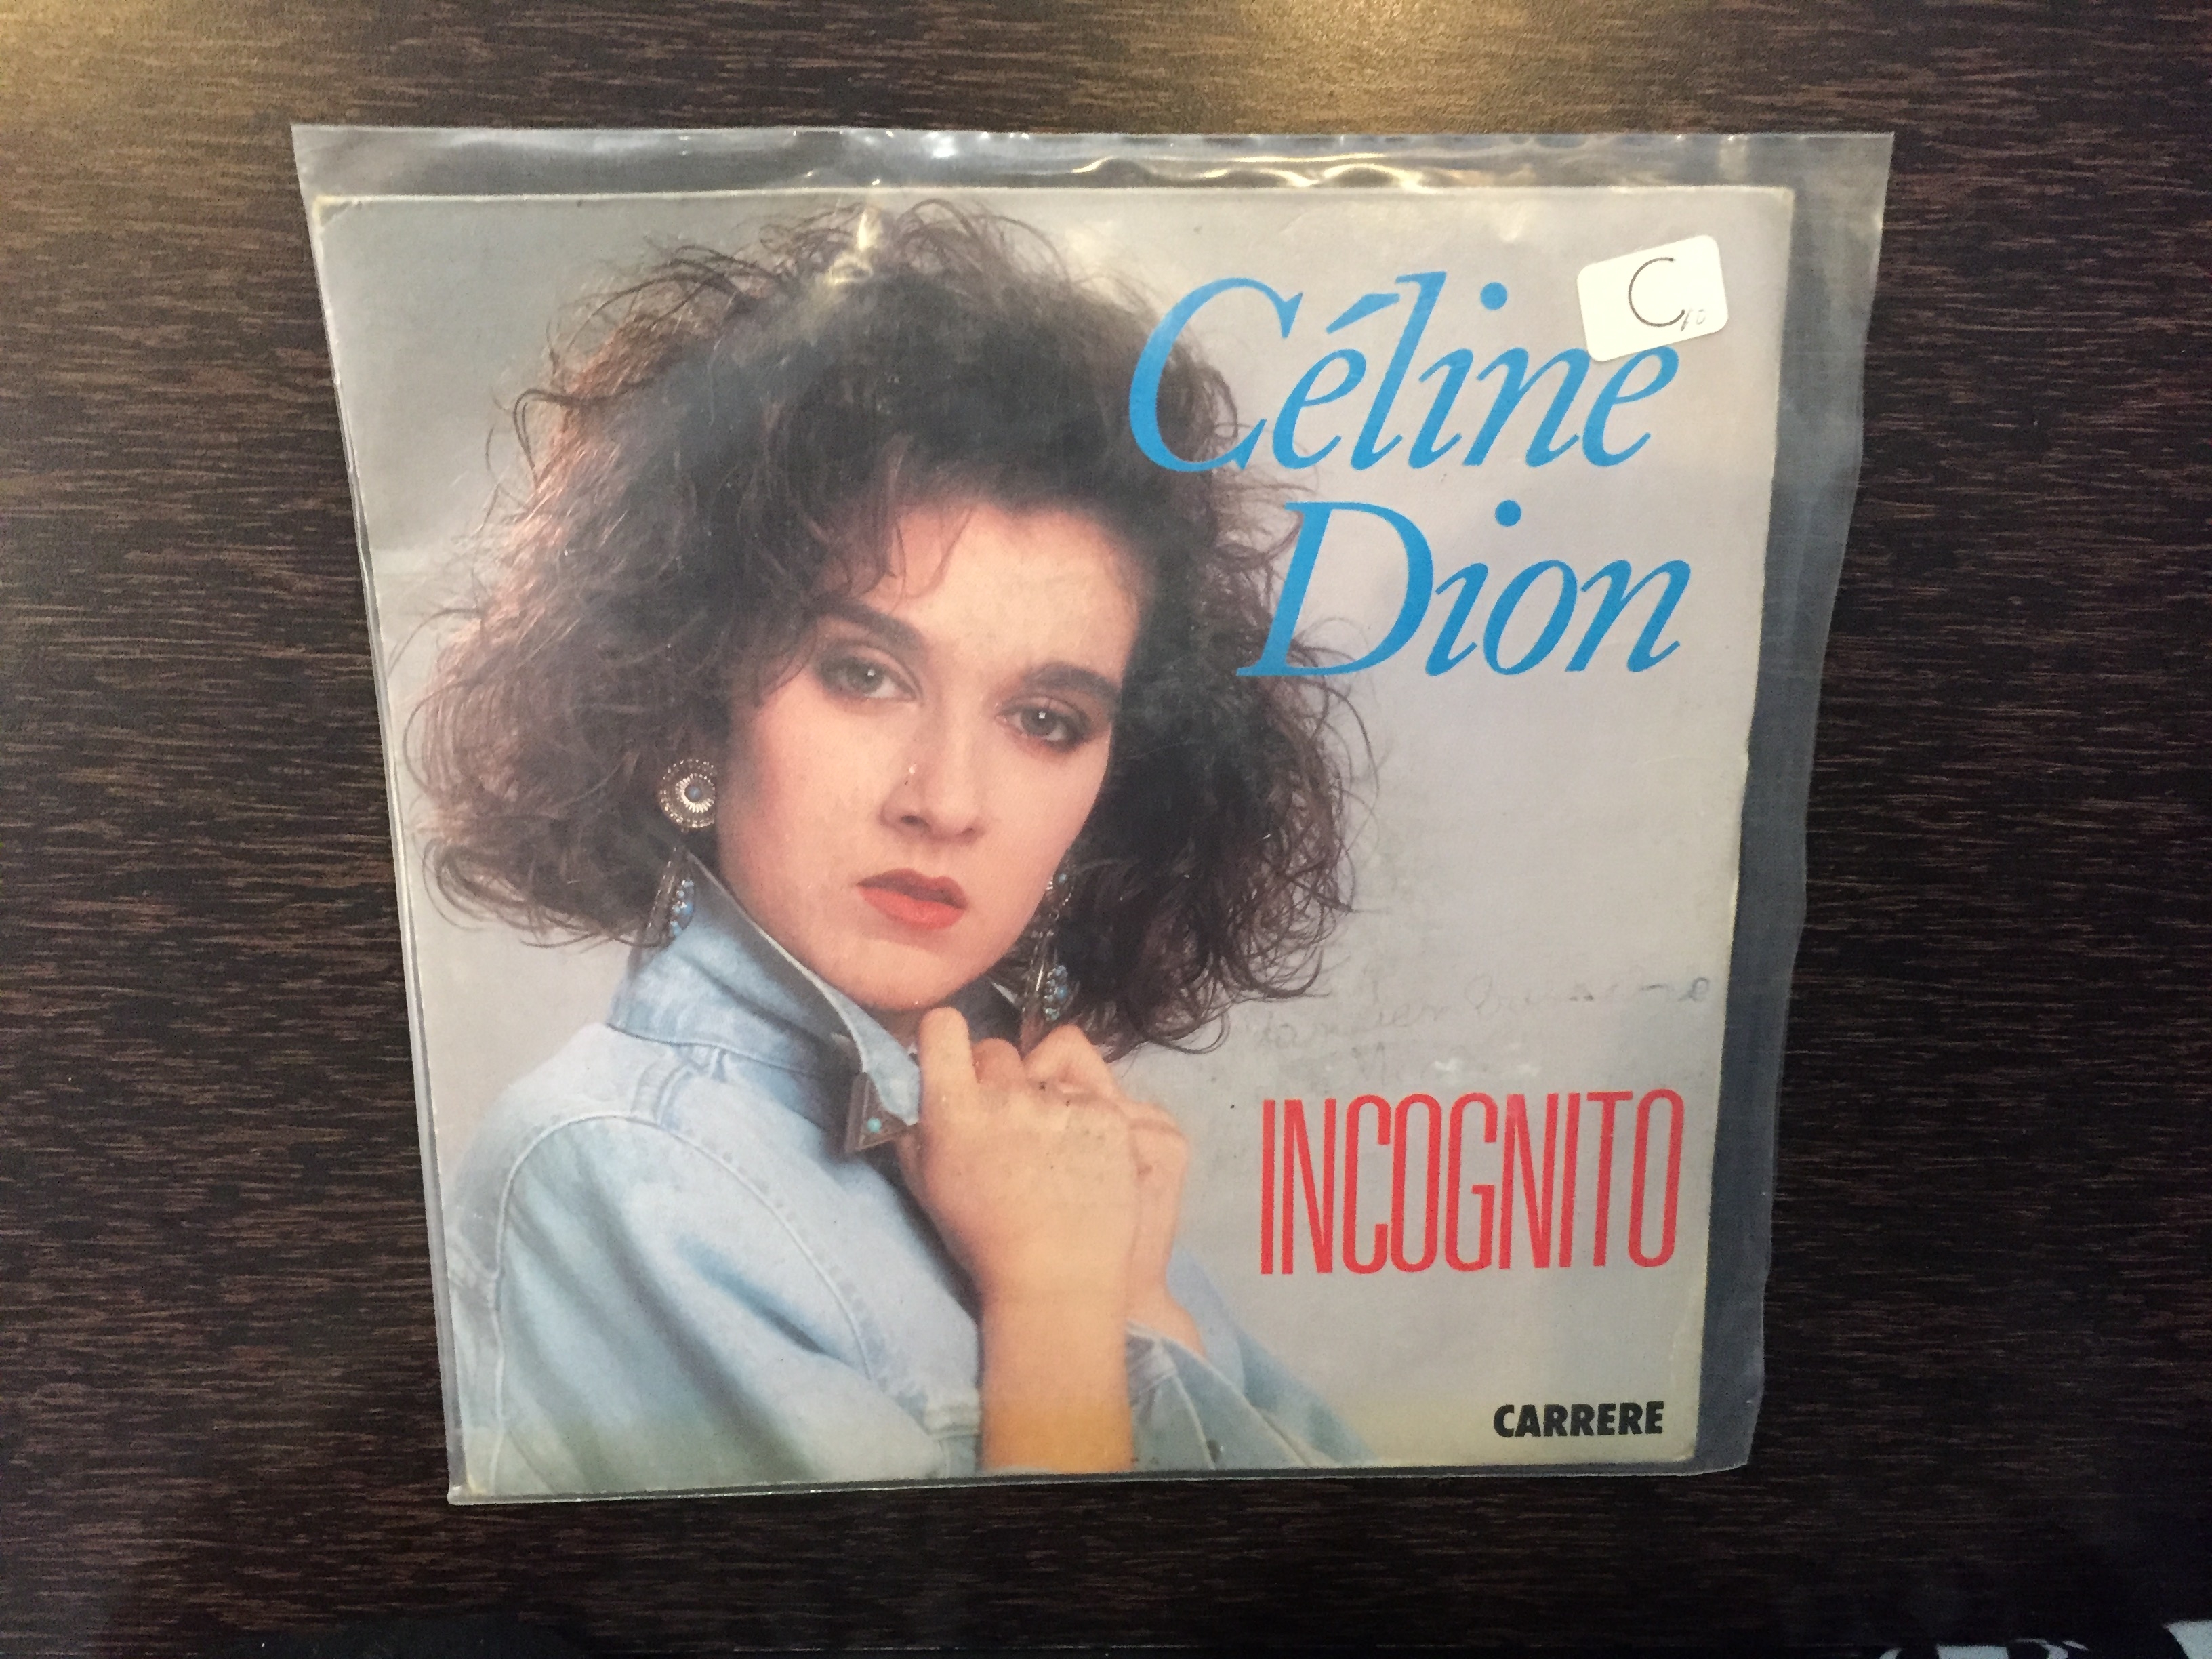 C
Céline
Dion
INCOGNITO
CARRERE